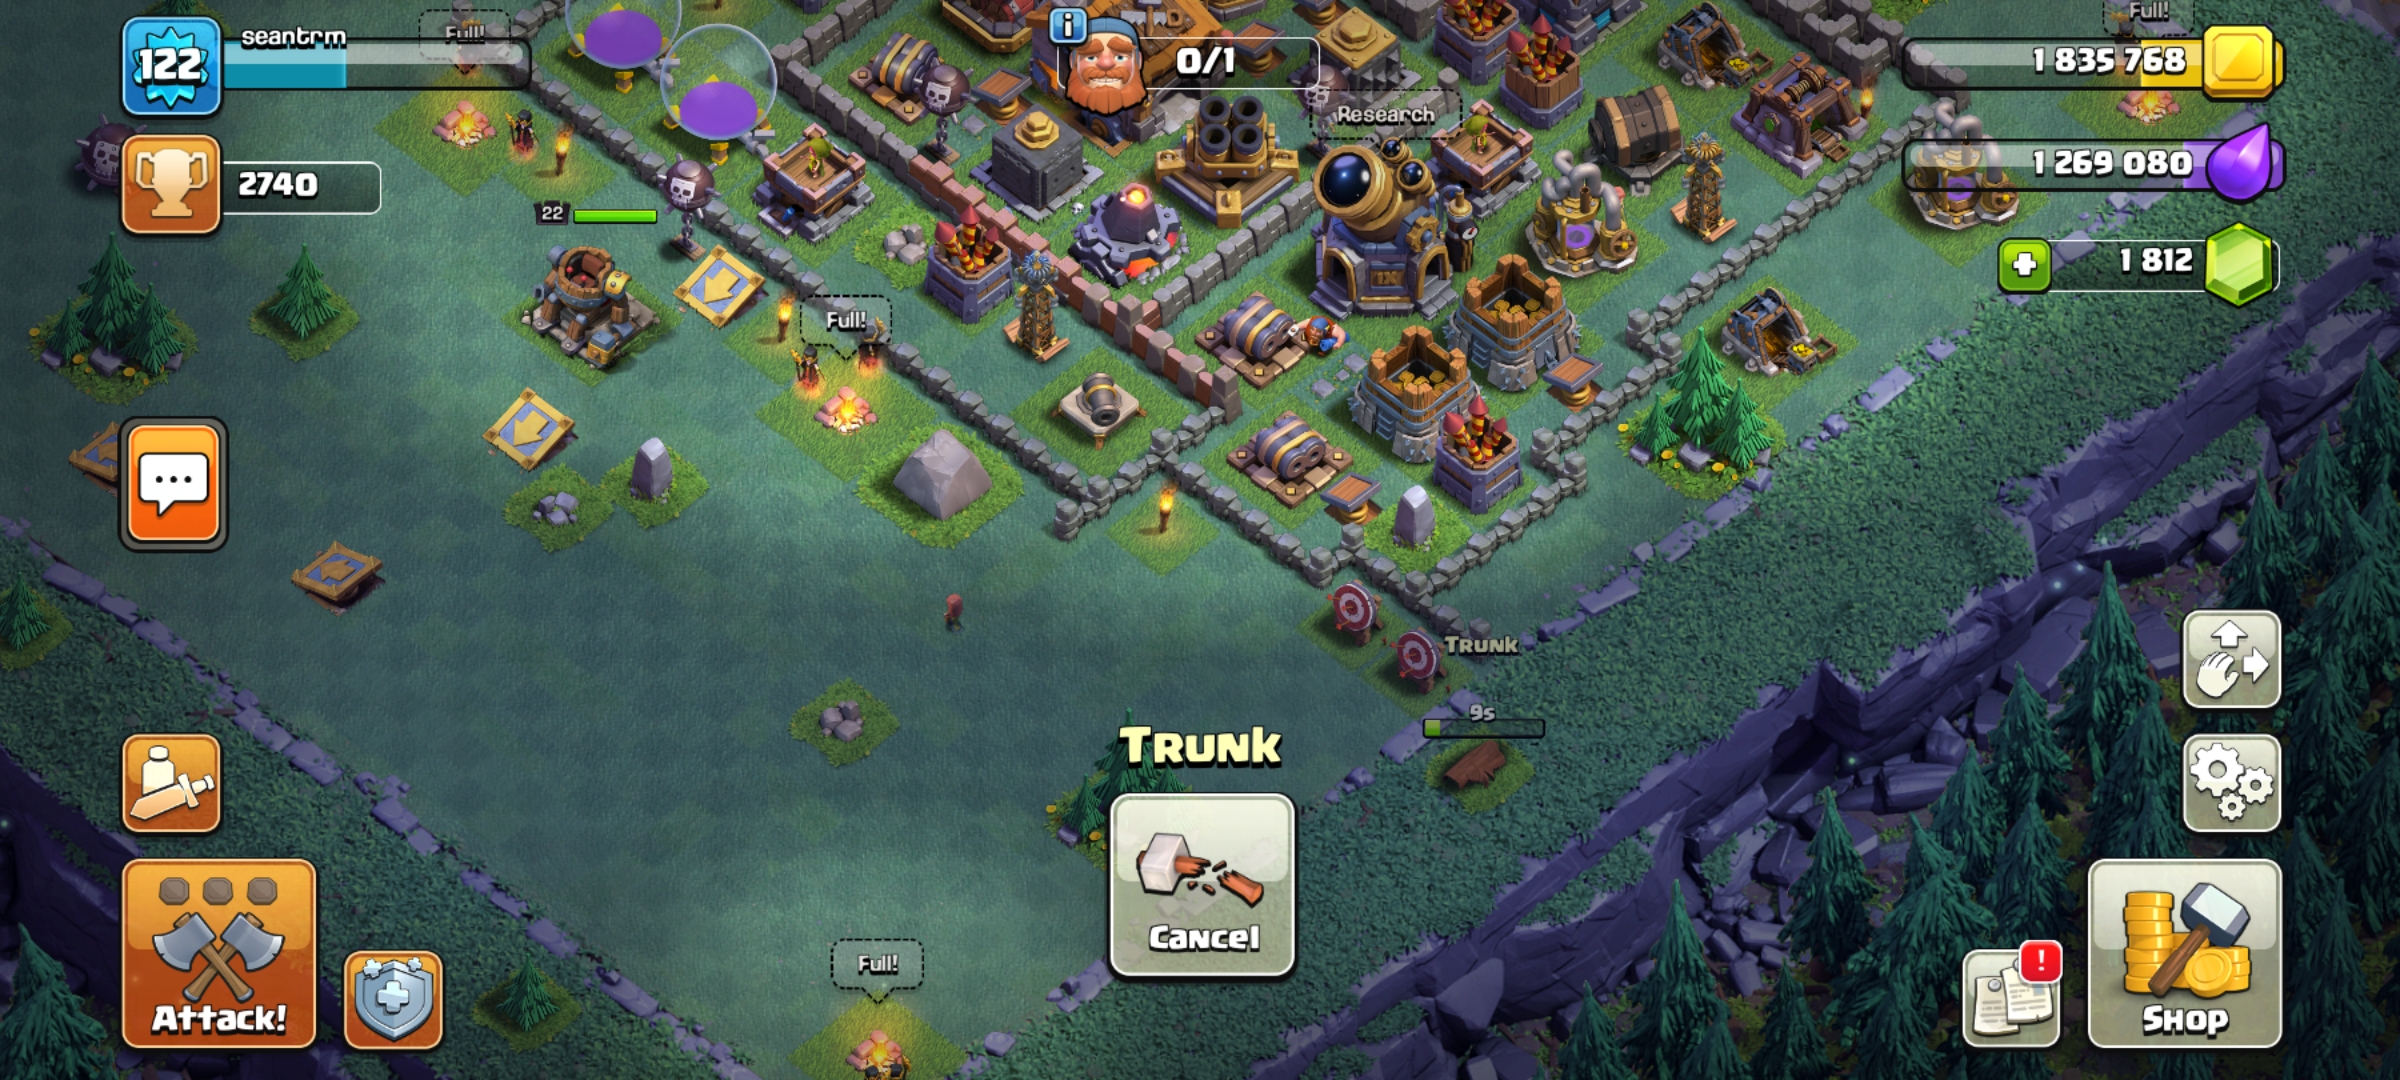 122
seantrm
Full!
i
0/1
Full!
1 835 768
Research
1 269 080
2740
22
1 812
Full!
IX
Trunk
9s
Trunk
Cancel
Full!
!
Attack!
Shop